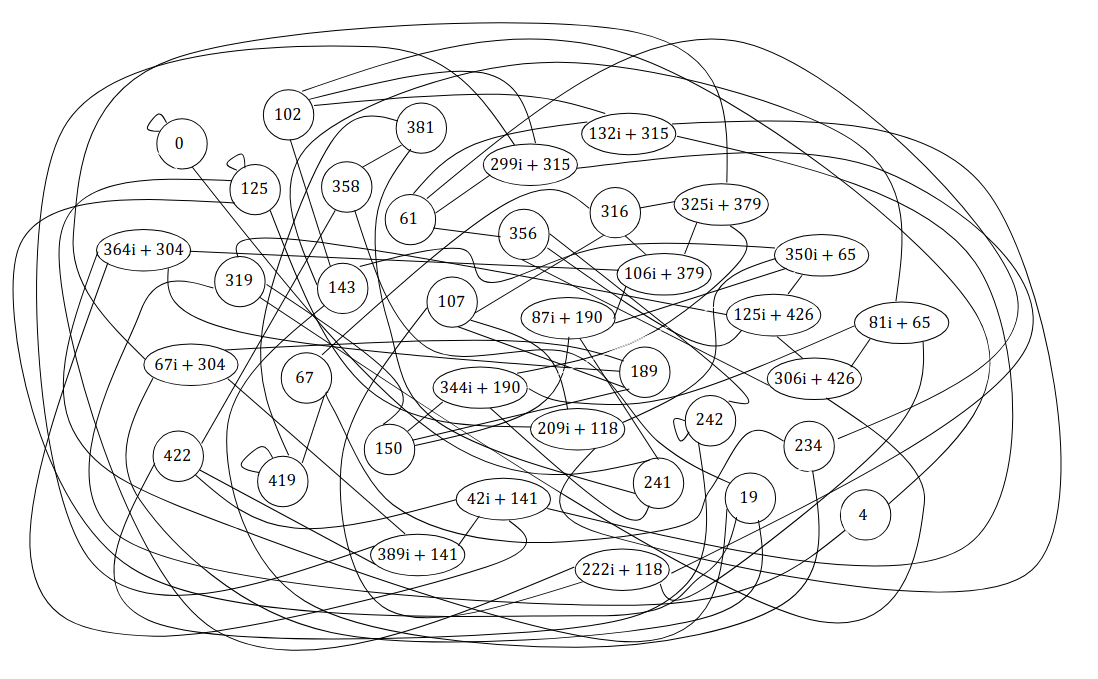 102
381
132i + 315
0
299i + 315
125
358
325i + 379
61
316
356
364i + 304
350i + 65
319
106i + 379
143
107
87i + 190
125i + 426
81i + 65
67i + 304
67
189
306i + 426
344i + 190
242
209i + 118
234
150
422
419
241
42i + 141
19
4
389i + 141
222i + 118